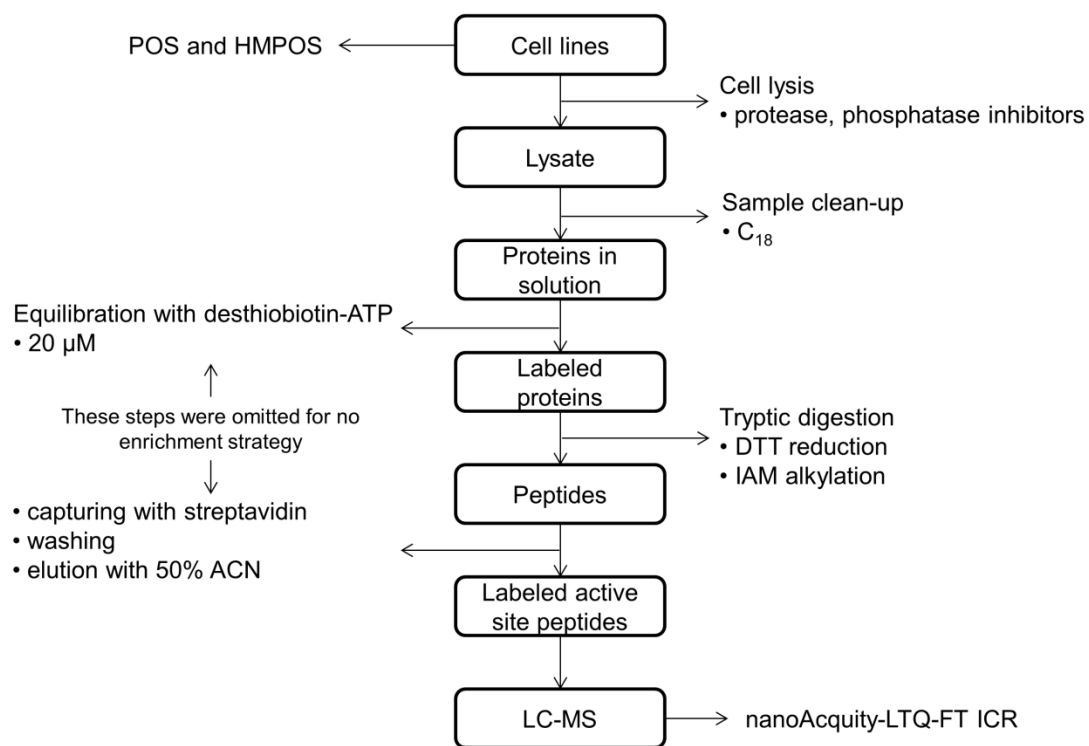 POS and HMPOS
Cell lines
Cell lysis
• protease, phosphatase inhibitors
Lysate
Sample clean-up
• C₁₈
Proteins in
solution
Equilibration with desthiobiotin-ATP
• 20 µM
Labeled
proteins
These steps were omitted for no
enrichment strategy
Tryptic digestion
• DTT reduction
• IAM alkylation
Peptides
• capturing with streptavidin
• washing
• elution with 50% ACN
Labeled active
site peptides
LC-MS
nanoAcquity-LTQ-FT ICR